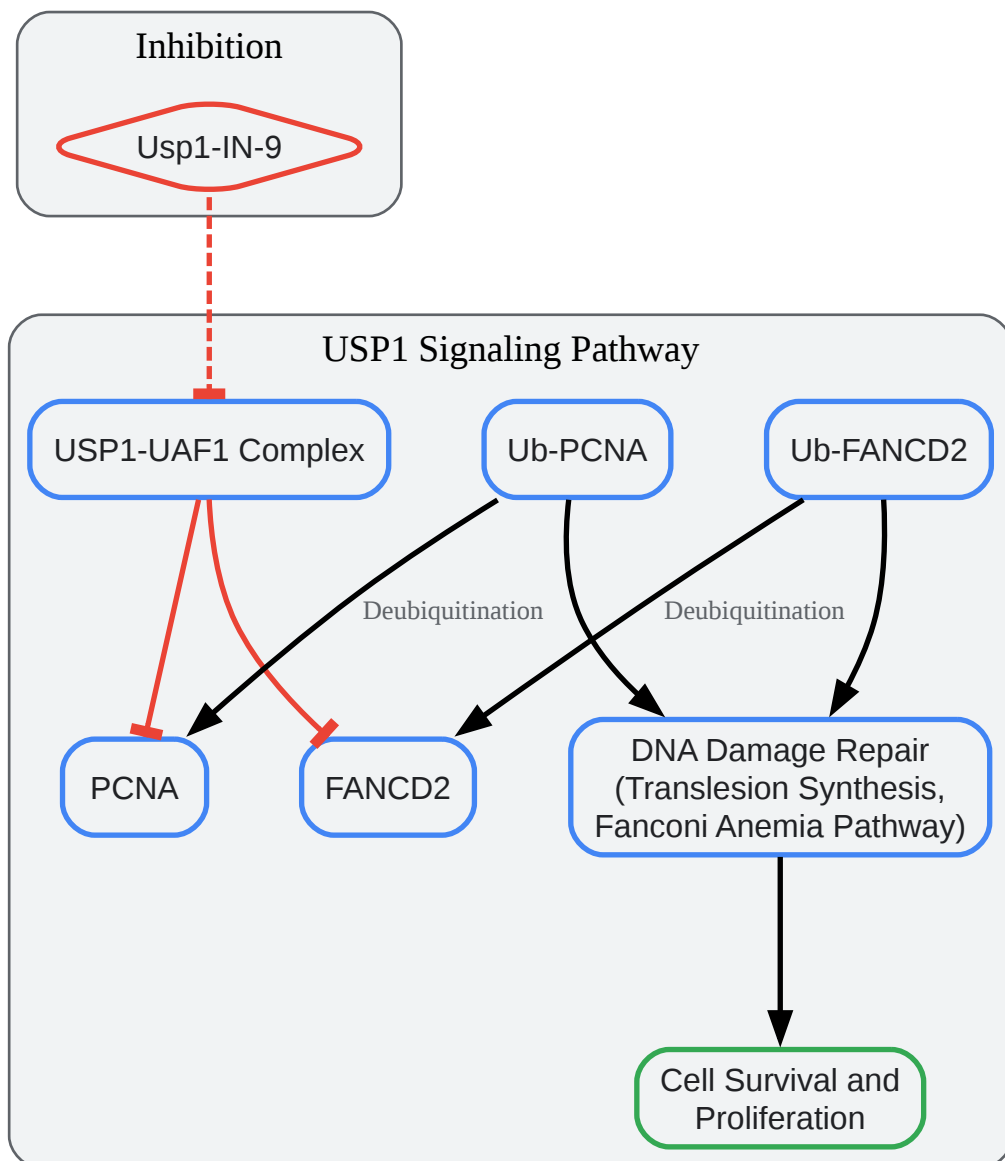 Inhibition
Usp1-IN-9
USP1 Signaling Pathway
USP1-UAF1 Complex
Ub-PCNA
Ub-FANCD2
Deubiquitination
Deubiquitination
PCNA
FANCD2
DNA Damage Repair
(Translesion Synthesis,
Fanconi Anemia Pathway)
Cell Survival and
Proliferation